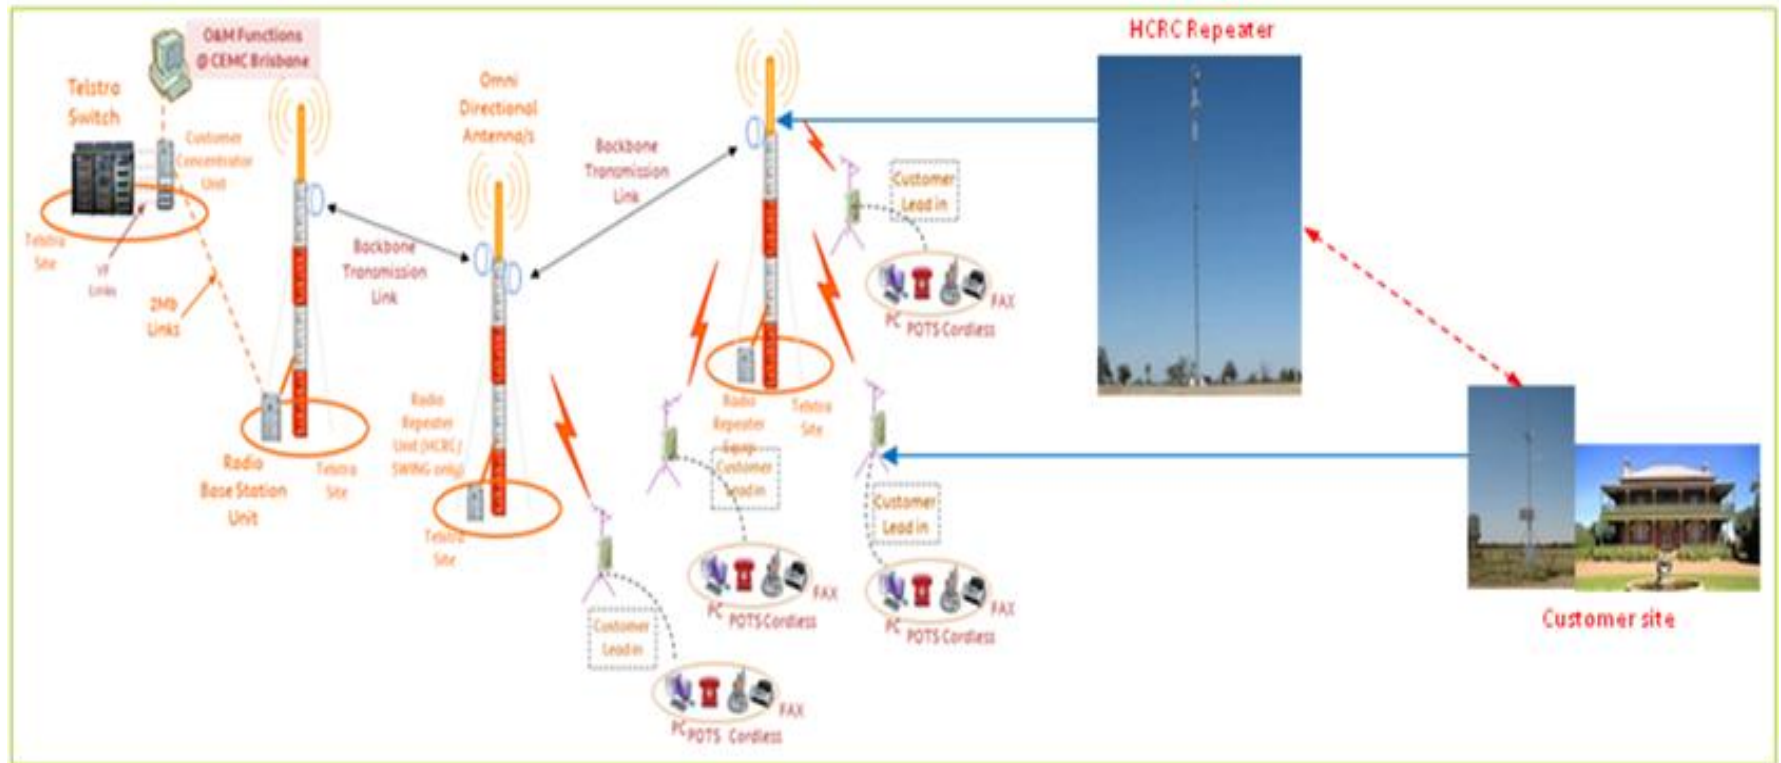 HCRC Repeater
O&M Functions
@ CEMC Brisbane
Telstra
Switch
Customer
Concentrator
Unit
Telstra
Site
VF
Links
2Mb
Links
Omni
Directional
Antenna/s
Backbone
Transmission
Link
Backbone
Transmission
Link
Radio
Base Station
Unit
Telstra
Site
Radio
Repeater
Unit (HCRC/
SWING only)
Telstra
Site
Radio
Repeater
Equip
Telstra
Site
Customer
Lead in
PC POTS Cordless FAX
Customer
Lead in
PC POTS Cordless FAX
Customer
Lead in
PC POTS Cordless FAX
Customer
Lead in
PC POTS Cordless FAX
Customer site